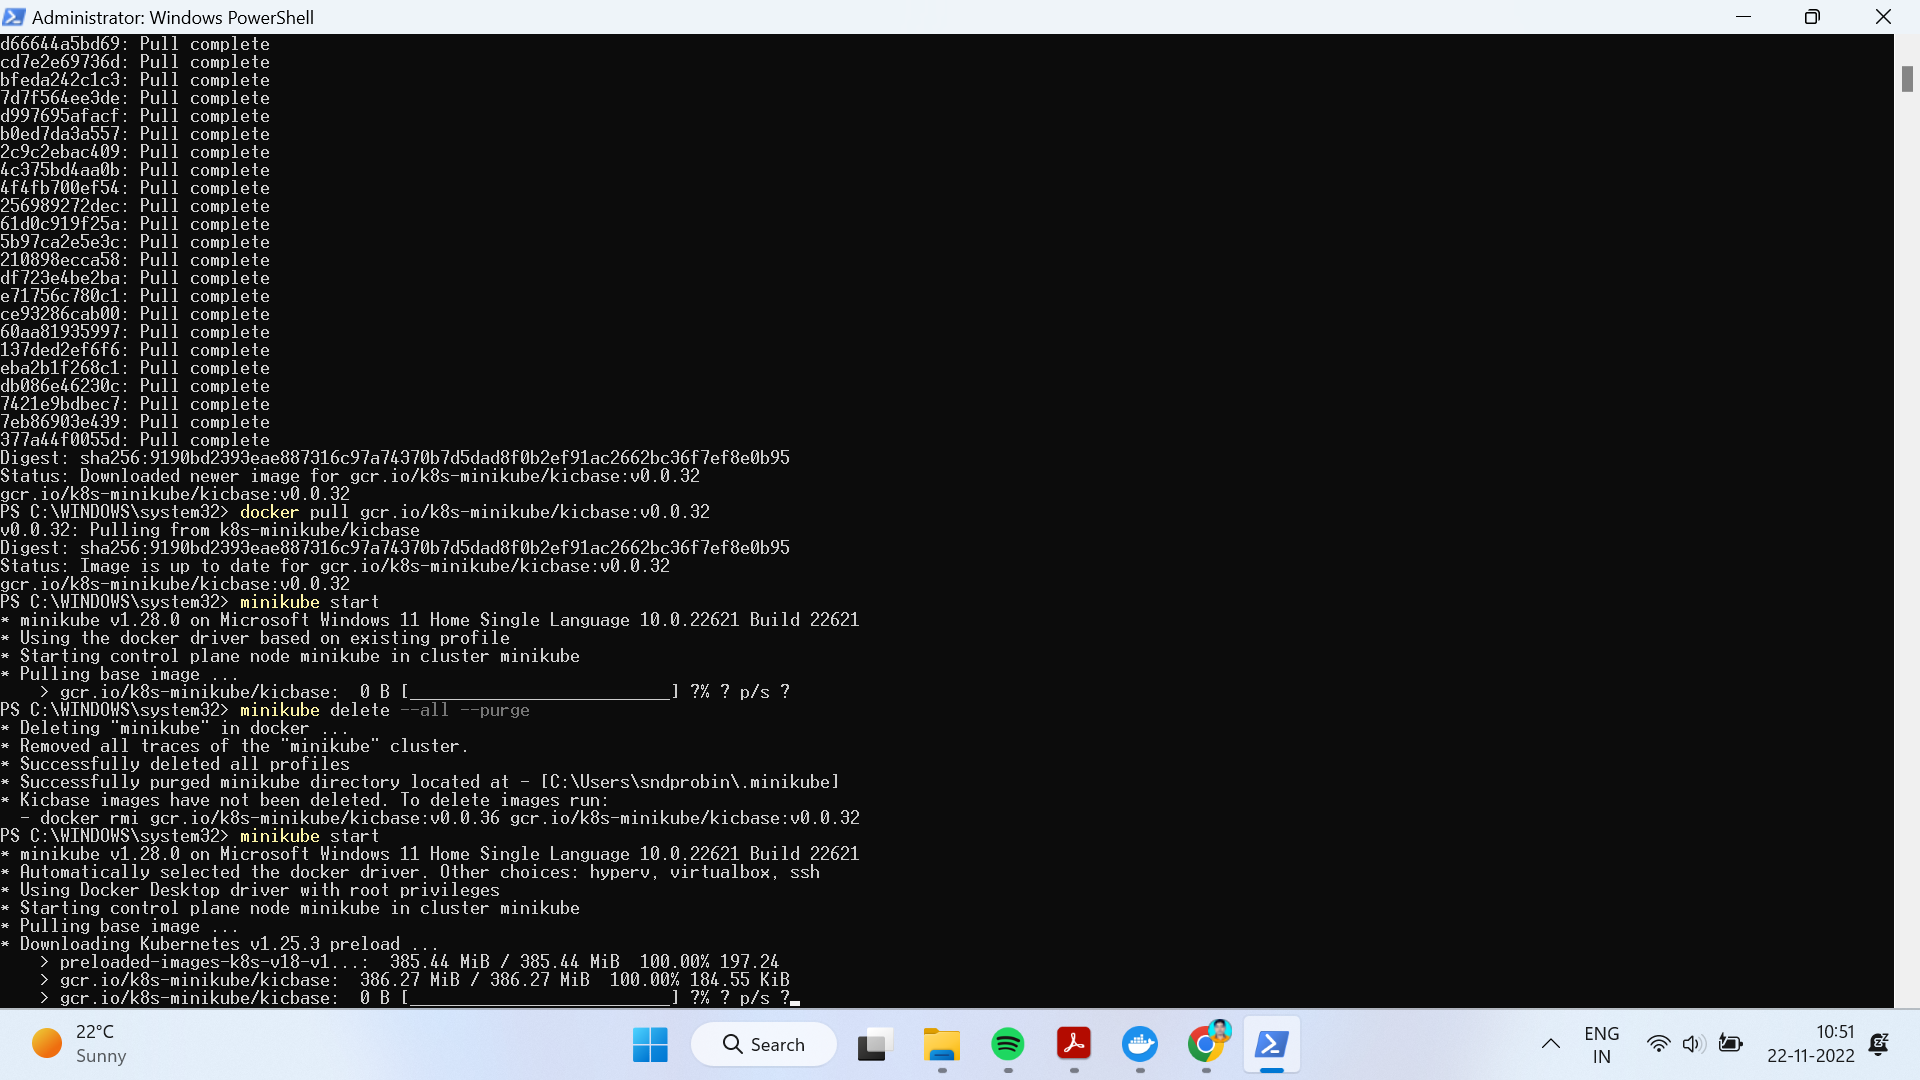 Administrator: Windows PowerShell
d66644a5bd69: Pull complete
cd7e2e69736d: Pull complete
bfeda242c1c3: Pull complete
7d7f564ee3de: Pull complete
d997695afacf: Pull complete
b0ed7da3a557: Pull complete
2c9c2ebac409: Pull complete
4c375bd4aa0b: Pull complete
4f4fb700ef54: Pull complete
256989272dec: Pull complete
61d0c919f25a: Pull complete
5b97ca2e5e3c: Pull complete
210898ecca58: Pull complete
df723e4be2ba: Pull complete
e71756c780c1: Pull complete
ce93286cab00: Pull complete
60aa81935997: Pull complete
137ded2ef6f6: Pull complete
eba2b1f268c1: Pull complete
db086e46230c: Pull complete
7421e9bdbec7: Pull complete
7eb86903e439: Pull complete
377a44f0055d: Pull complete
Digest: sha256:9190bd2393eae887316c97a74370b7d5dad8f0b2ef91ac2662bc36f7ef8e0b95
Status: Downloaded newer image for gcr.io/k8s-minikube/kicbase:v0.0.32
gcr.io/k8s-minikube/kicbase:v0.0.32
PS C:\WINDOWS\system32> docker pull gcr.io/k8s-minikube/kicbase:v0.0.32
v0.0.32: Pulling from k8s-minikube/kicbase
Digest: sha256:9190bd2393eae887316c97a74370b7d5dad8f0b2ef91ac2662bc36f7ef8e0b95
Status: Image is up to date for gcr.io/k8s-minikube/kicbase:v0.0.32
gcr.io/k8s-minikube/kicbase:v0.0.32
PS C:\WINDOWS\system32> minikube start
* minikube v1.28.0 on Microsoft Windows 11 Home Single Language 10.0.22621 Build 22621
* Using the docker driver based on existing profile
* Starting control plane node minikube in cluster minikube
* Pulling base image ...
    > gcr.io/k8s-minikube/kicbase:  0 B [__________________________] ?% ? p/s ?
PS C:\WINDOWS\system32> minikube delete --all --purge
* Deleting "minikube" in docker ...
* Removed all traces of the "minikube" cluster.
* Successfully deleted all profiles
* Successfully purged minikube directory located at - [C:\Users\sndprobin\.minikube]
* Kicbase images have not been deleted. To delete images run:
  - docker rmi gcr.io/k8s-minikube/kicbase:v0.0.36 gcr.io/k8s-minikube/kicbase:v0.0.32
PS C:\WINDOWS\system32> minikube start
* minikube v1.28.0 on Microsoft Windows 11 Home Single Language 10.0.22621 Build 22621
* Automatically selected the docker driver. Other choices: hyperv, virtualbox, ssh
* Using Docker Desktop driver with root privileges
* Starting control plane node minikube in cluster minikube
* Pulling base image ...
* Downloading Kubernetes v1.25.3 preload ...
    > preloaded-images-k8s-v18-v1...:  385.44 MiB / 385.44 MiB  100.00% 197.24
    > gcr.io/k8s-minikube/kicbase:  386.27 MiB / 386.27 MiB  100.00% 184.55 KiB
    > gcr.io/k8s-minikube/kicbase:  0 B [__________________________] ?% ? p/s ?
22°C
Sunny
Search
ENG
IN
10:51
22-11-2022